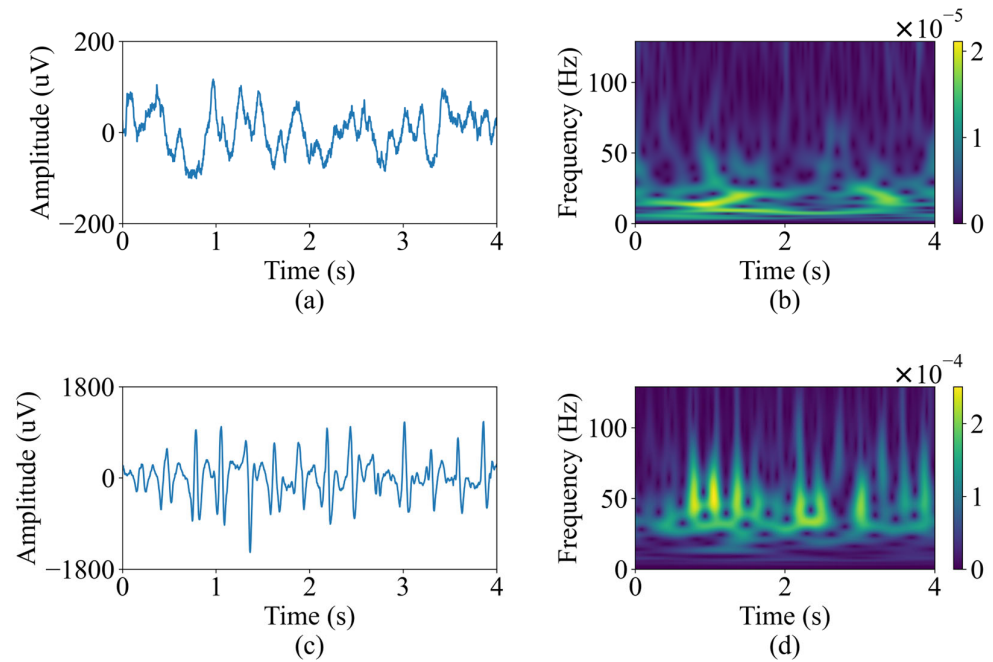 200
0
−200
Amplitude (uV)
0 1 2 3 4
Time (s)
(a)
×10⁻⁵
100
50
0
Frequency (Hz)
0 2 4
Time (s)
2
1
0
(b)
1800
0
−1800
Amplitude (uV)
0 1 2 3 4
Time (s)
(c)
×10⁻⁴
100
50
0
Frequency (Hz)
0 2 4
Time (s)
2
1
0
(d)